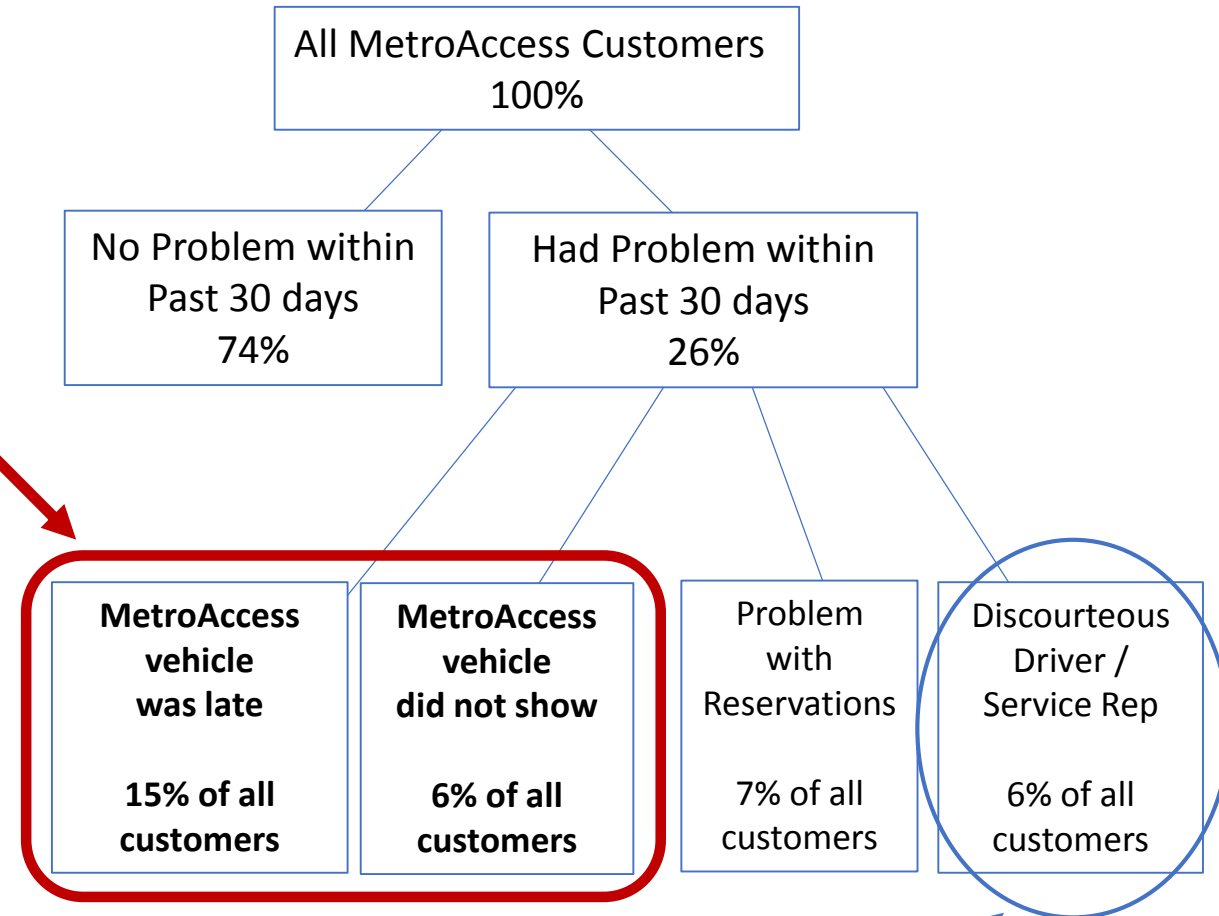 All MetroAccess Customers
100%
No Problem within
Past 30 days
74%
Had Problem within
Past 30 days
26%
MetroAccess
vehicle
was late
15% of all
customers
MetroAccess
vehicle
did not show
6% of all
customers
Problem
with
Reservations
7% of all
customers
Discourteous
Driver /
Service Rep
6% of all
customers